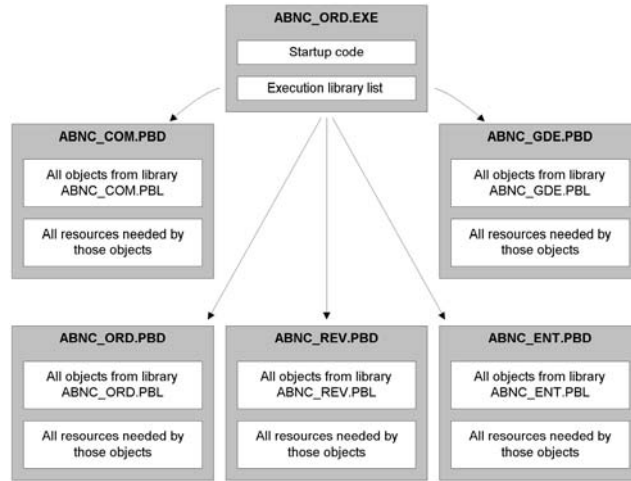 ABNC_ORD.EXE
Startup code
Execution library list
ABNC_COM.PBD
All objects from library
ABNC_COM.PBL
All resources needed by
those objects
ABNC_GDE.PBD
All objects from library
ABNC_GDE.PBL
All resources needed by
those objects
ABNC_ORD.PBD
All objects from library
ABNC_ORD.PBL
All resources needed by
those objects
ABNC_REV.PBD
All objects from library
ABNC_REV.PBL
All resources needed by
those objects
ABNC_ENT.PBD
All objects from library
ABNC_ENT.PBL
All resources needed by
those objects